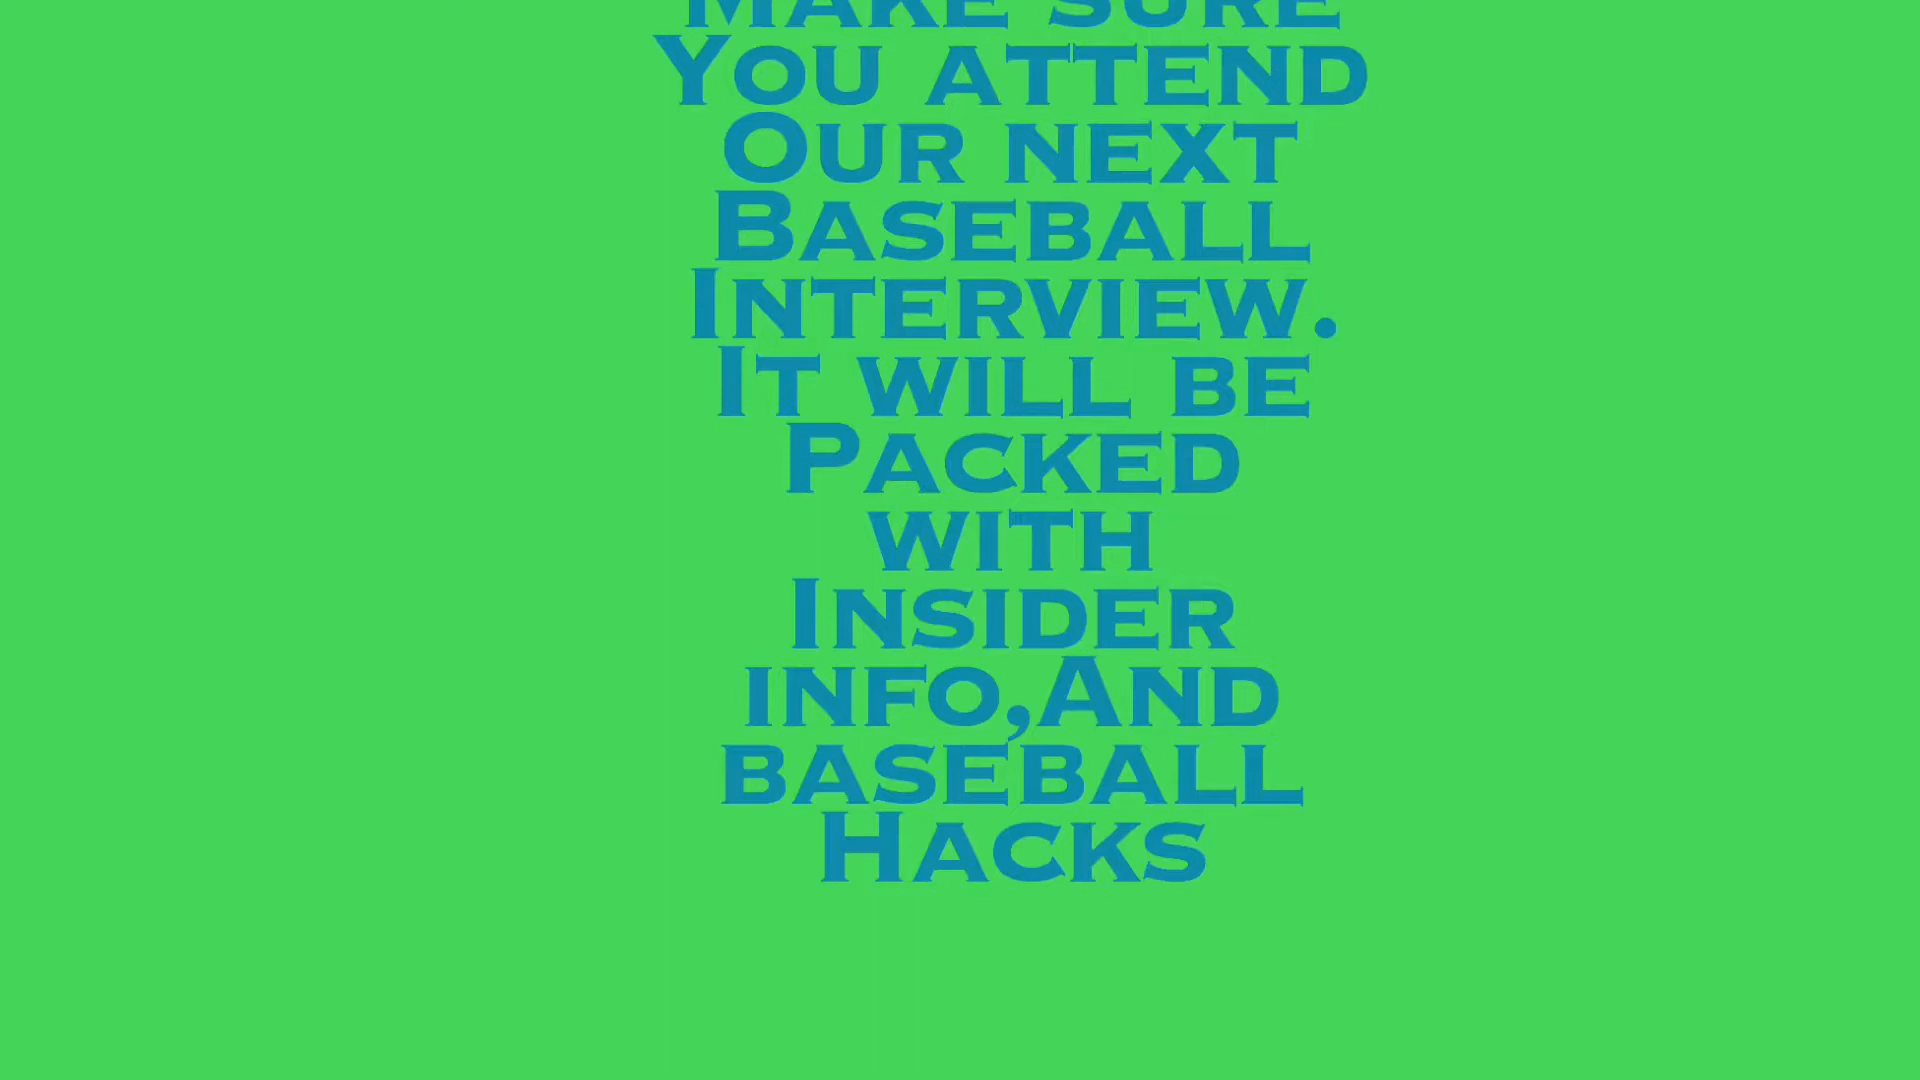 Make sure
You attend
Our next
Baseball
Interview.
It will be
Packed
with
Insider
info,And
baseball
Hacks